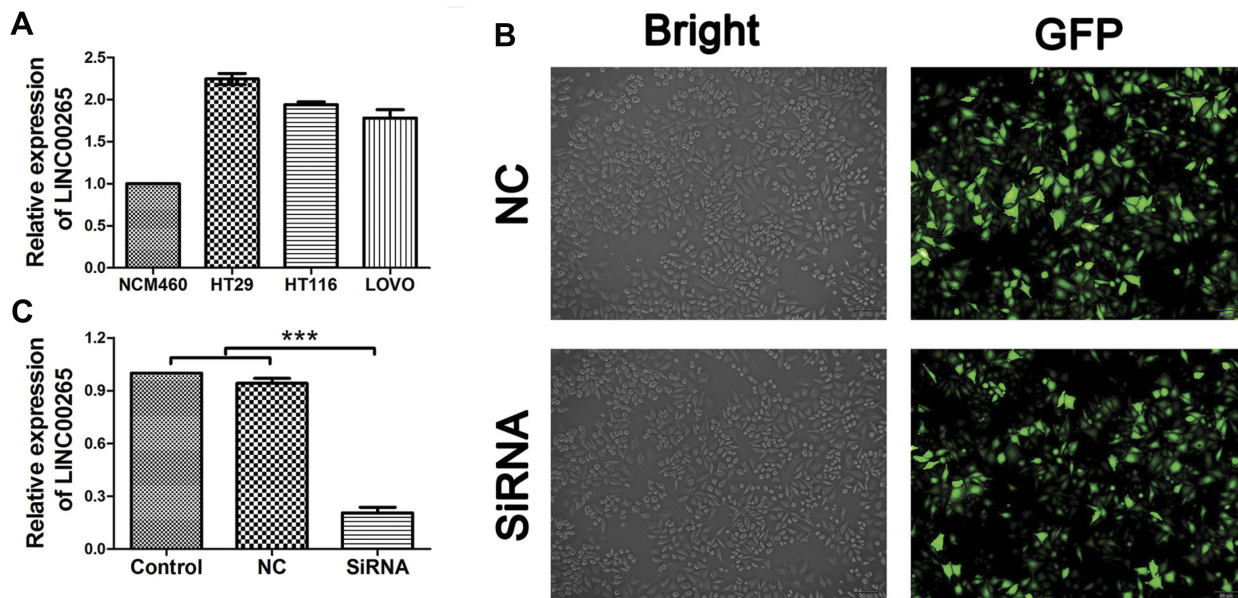 A
Relative expression
of LINC00265
2.5
2.0
1.5
1.0
0.5
0.0
NCM460 HT29 HT116 LOVO
B
Bright GFP
NC
SiRNA
C
Relative expression
of LINC00265
1.2
0.9
0.6
0.3
0.0
***
Control NC SiRNA